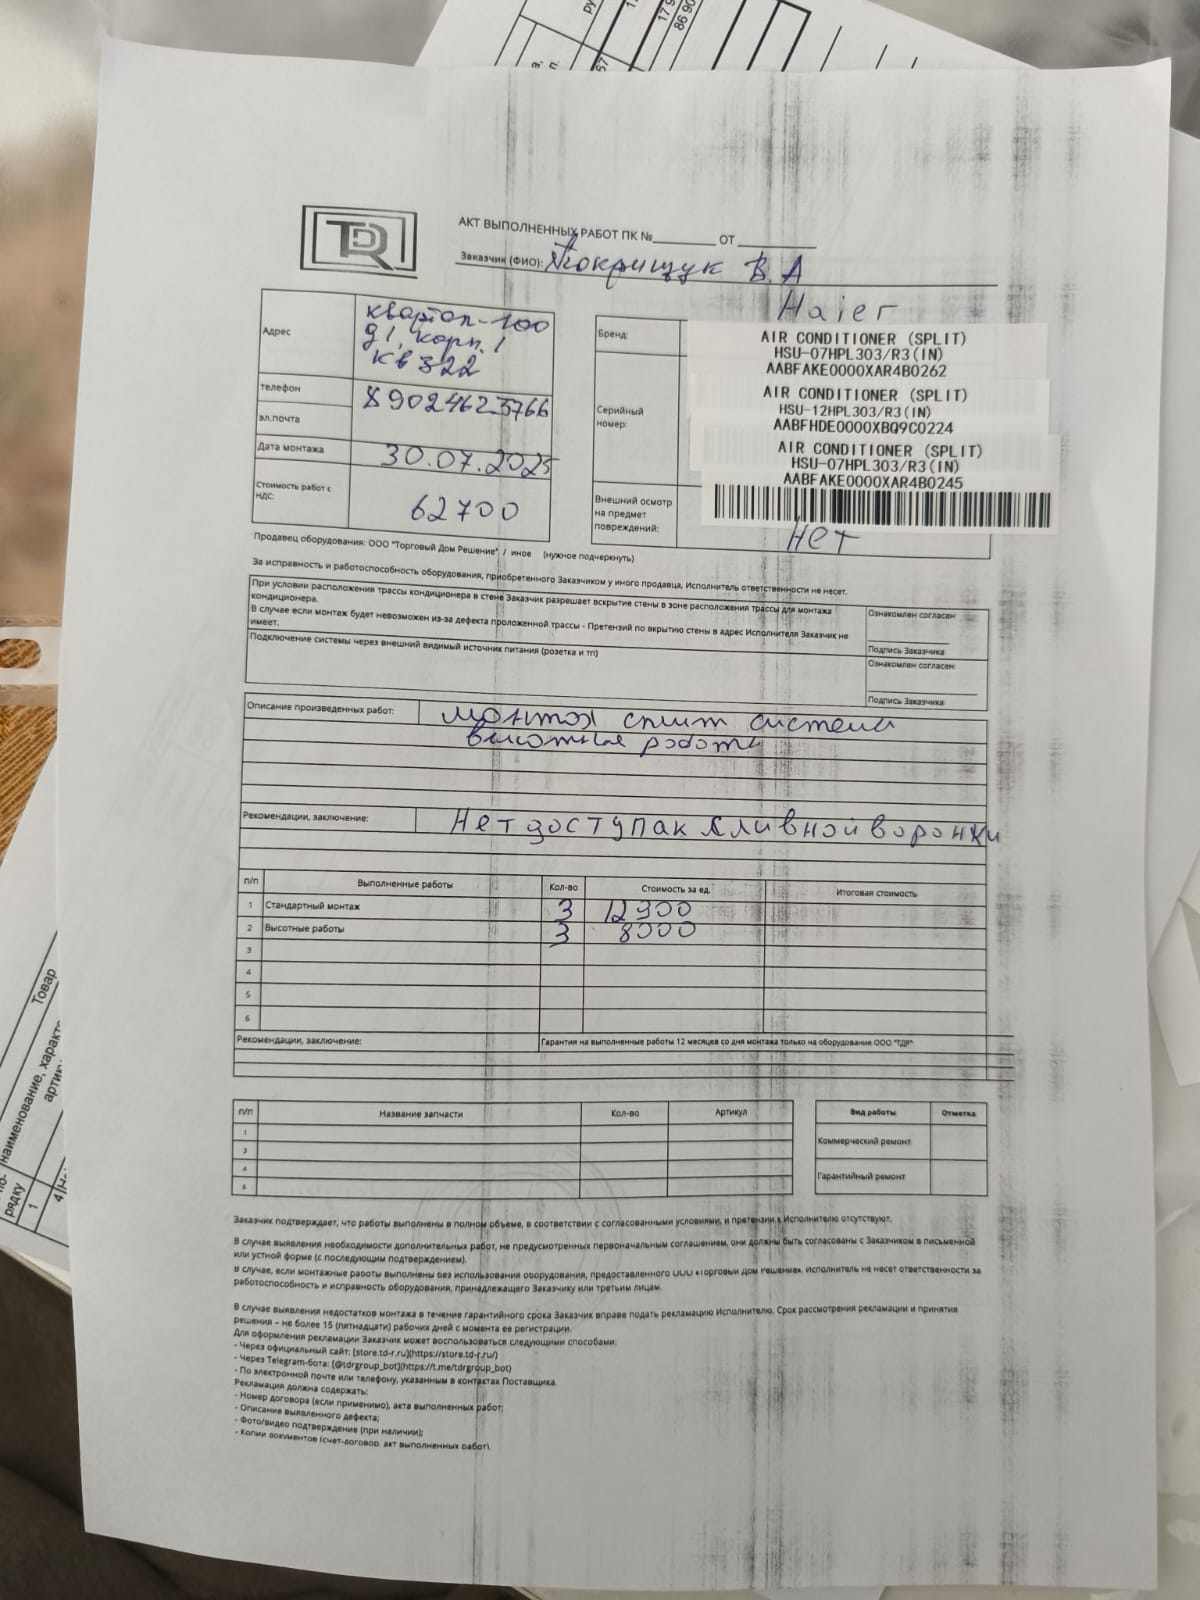 TDR
АКТ ВЫПОЛНЕННЫХ РАБОТ ПК №________ ОТ __________
Заказчик (ФИО): Покрищук В.А
Адрес
квартал-100
д1, корп.1
кв 322
телефон
89024623766
эл.почта
Дата монтажа 30.07.2025
Стоимость работ с НДС: 62700
Бренд: Haier
Серийный номер:
AIR CONDITIONER (SPLIT)
HSU-07HPL303/R3(IN)
AABFAKE0000XAR4B0262
AIR CONDITIONER (SPLIT)
HSU-12HPL303/R3(IN)
AABFHDE0000XBQ9C0224
AIR CONDITIONER (SPLIT)
HSU-07HPL303/R3(IN)
AABFAKE0000XAR4B0245
Внешний осмотр на предмет повреждений: Нет
Продавец оборудования: ООО "Торговый Дом Решение" / иное (нужное подчеркнуть)
За исправность и работоспособность оборудования, приобретенного Заказчиком у иного продавца, Исполнитель ответственности не несет.
При условии расположения трассы кондиционера в стене Заказчик разрешает вскрытие стены в зоне расположения трассы для монтажа
кондиционера.
В случае если монтаж будет невозможен из-за дефекта проложенной трассы - Претензий по вкрытию стены в адрес Исполнителя Заказчик не
имеет.
Ознакомлен согласен
Подпись Заказчика
Подключение системы через внешний видимый источник питания (розетка и тп)
Ознакомлен согласен
Подпись Заказчика
Описание произведенных работ: монтаж сплит система
высотные работы
Рекомендации, заключение: Нет доступа к сливной воронки
п/п Выполненные работы Кол-во Стоимость за ед. Итоговая стоимость
1 Стандартный монтаж 3 12900
2 Высотные работы 3 8000
3
4
5
6
Рекомендации, заключение: Гарантия на выполненные работы 12 месяцев со дня монтажа только на оборудование ООО "ТДР"
п/п Название запчасти Кол-во Артикул
1
3
4
6
Вид работы Отметка
Коммерческий ремонт
Гарантийный ремонт
Заказчик подтверждает, что работы выполнены в полном объеме, в соответствии с согласованными условиями, и претензии к Исполнителю отсутствуют.
В случае выявления необходимости дополнительных работ, не предусмотренных первоначальным соглашением, они должны быть согласованы с Заказчиком в письменной
или устной форме (с последующим подтверждением).
В случае, если монтажные работы выполнены без использования оборудования, предоставленного ООО «Торговый Дом Решение». Исполнитель не несет ответственности за
работоспособность и исправность оборудования, принадлежащего Заказчику или третьим лицам.
В случае выявления недостатков монтажа в течение гарантийного срока Заказчик вправе подать рекламацию Исполнителю. Срок рассмотрения рекламации и принятия
решения – не более 15 (пятнадцати) рабочих дней с момента ее регистрации.
Для оформления рекламации Заказчик может воспользоваться следующими способами:
- Через официальный сайт: [store.td-r.ru](https://store.td-r.ru/)
- Через Telegram-бота: [@tdrgroup_bot](https://t.me/tdrgroup_bot)
- По электронной почте или телефону, указанным в контактах Поставщика.
Рекламация должна содержать:
- Номер договора (если применимо), акта выполненных работ;
- Описание выявленного дефекта;
- Фото/видео подтверждение (при наличии);
- Копии документов (счет-договор, акт выполненных работ).
Товар
наименование, характе
арти
рядку
1